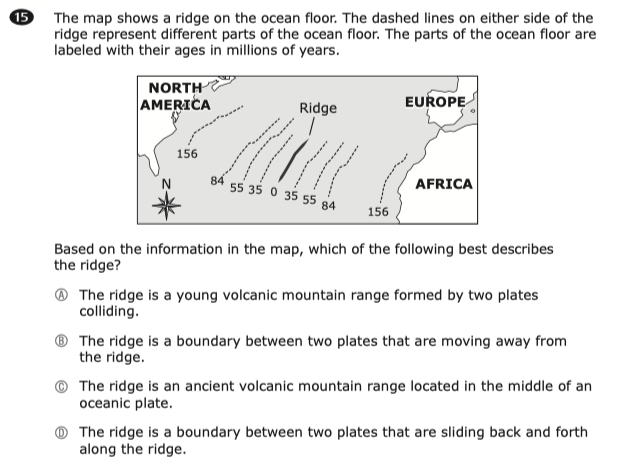 15 The map shows a ridge on the ocean floor. The dashed lines on either side of the
ridge represent different parts of the ocean floor. The parts of the ocean floor are
labeled with their ages in millions of years.
NORTH
AMERICA
Ridge
EUROPE
156
N
84 55 35 0 35 55 84
156
AFRICA
Based on the information in the map, which of the following best describes
the ridge?
Ⓐ The ridge is a young volcanic mountain range formed by two plates
colliding.
Ⓑ The ridge is a boundary between two plates that are moving away from
the ridge.
Ⓒ The ridge is an ancient volcanic mountain range located in the middle of an
oceanic plate.
Ⓓ The ridge is a boundary between two plates that are sliding back and forth
along the ridge.